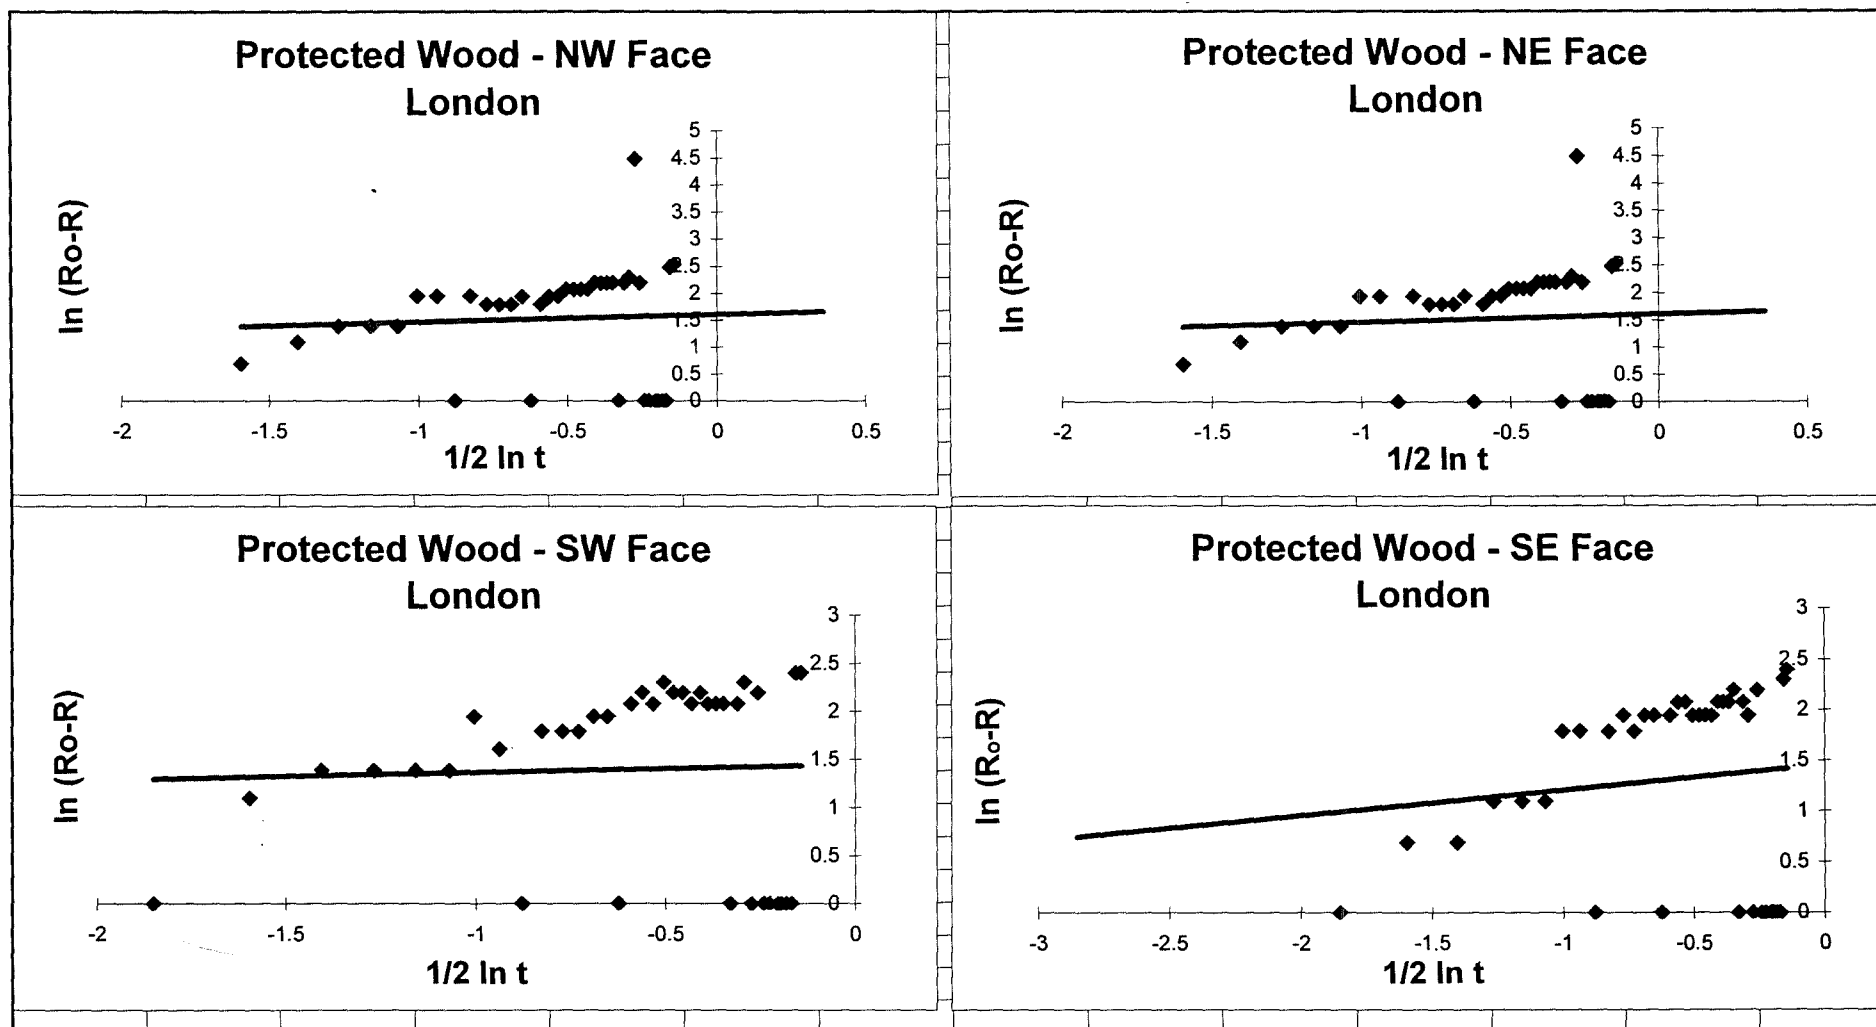 Protected Wood - NW Face
London
5
4.5
4
3.5
3
2.5
2
1.5
1
0.5
0
ln (Ro-R)
-2 -1.5 -1 -0.5 0 0.5
1/2 ln t
Protected Wood - NE Face
London
5
4.5
4
3.5
3
2.5
2
1.5
1
0.5
0
ln (Ro-R)
-2 -1.5 -1 -0.5 0 0.5
1/2 ln t
Protected Wood - SW Face
London
3
2.5
2
1.5
1
0.5
0
ln (Ro-R)
-2 -1.5 -1 -0.5 0
1/2 ln t
Protected Wood - SE Face
London
3
2.5
2
1.5
1
0.5
0
ln (Ro-R)
-3 -2.5 -2 -1.5 -1 -0.5 0
1/2 ln t